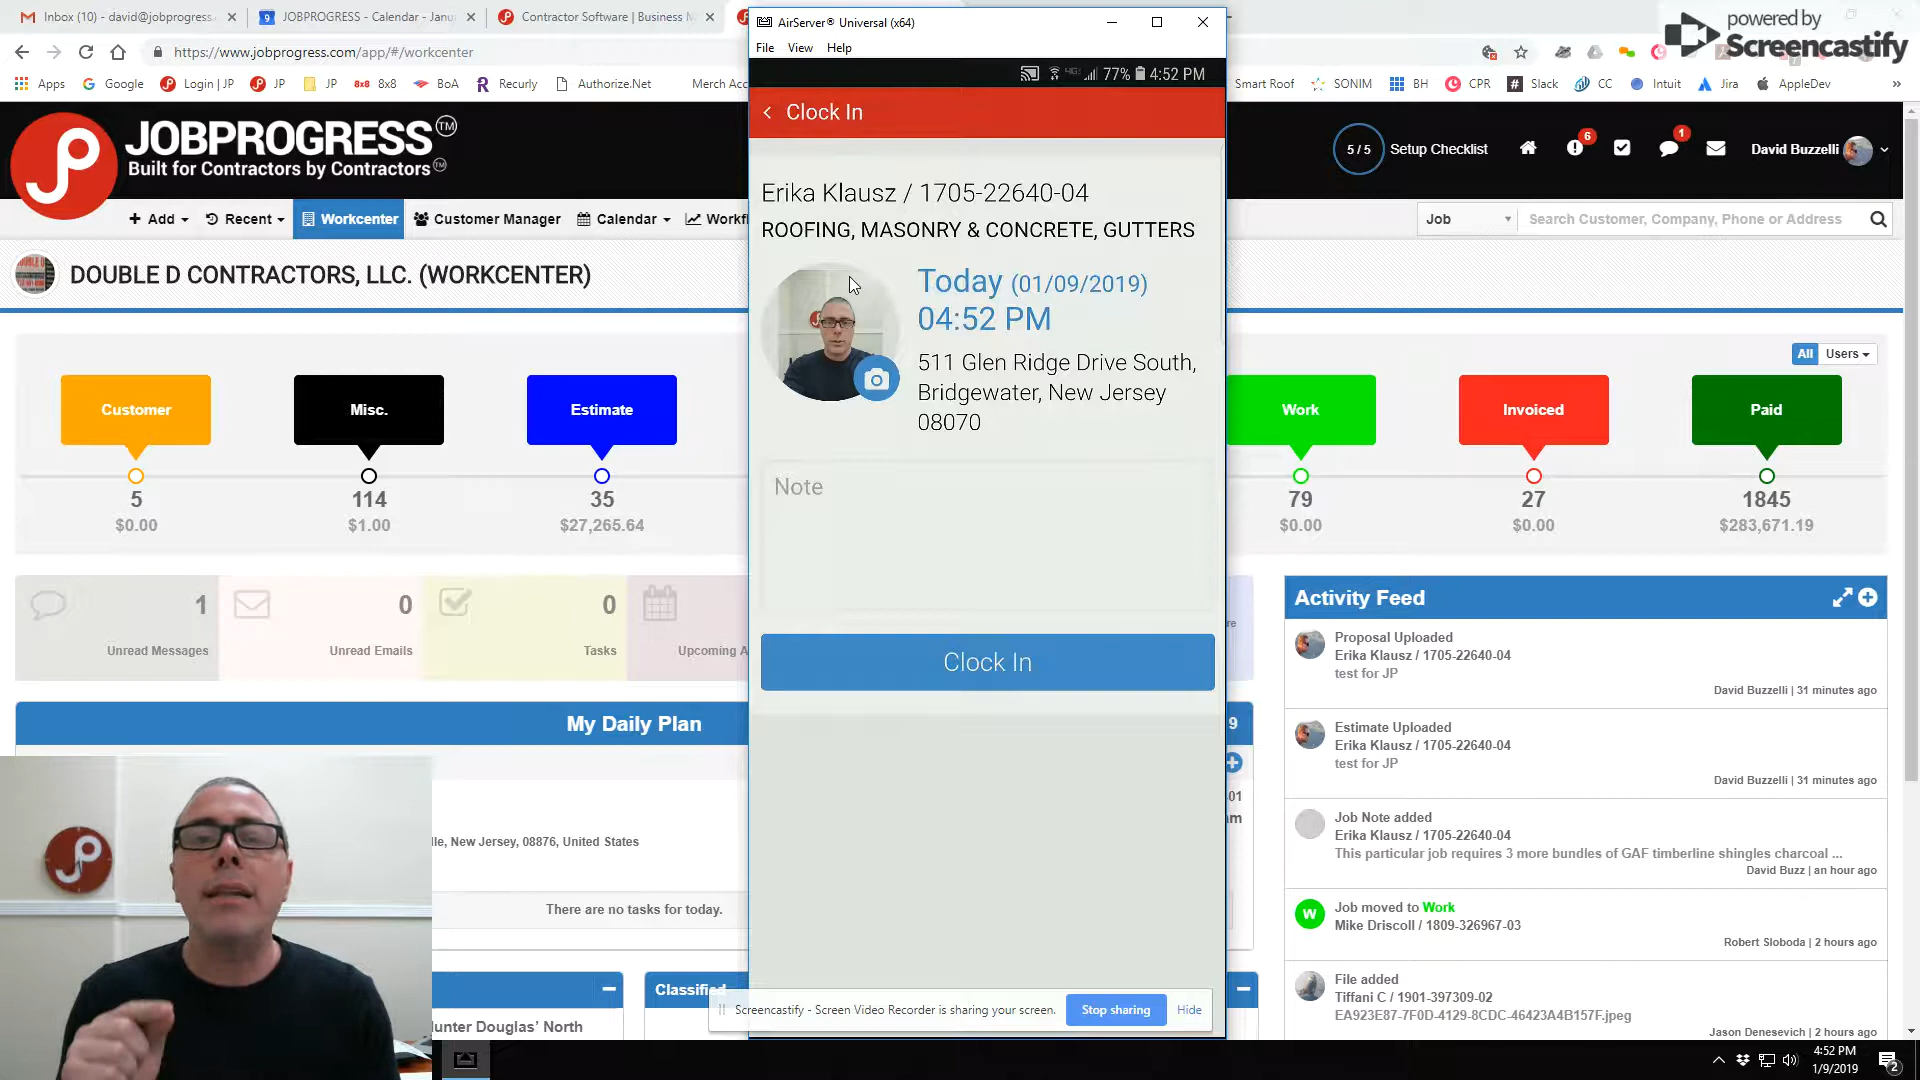 Inbox (10) - david@jobprogress.
JOBPROGRESS - Calendar - Janu
Contractor Software | Business M
https://www.jobprogress.com/app/#/workcenter
Apps
Google
Login | JP
JP
JP
8x8
BoA
Recurly
Authorize.Net
Merch Acc
Smart Roof
SONIM
BH
CPR
Slack
CC
Intuit
Jira
AppleDev
powered by
Screencastify
AirServer® Universal (x64)
File View Help
77% 4:52 PM
Clock In
Erika Klausz / 1705-22640-04
ROOFING, MASONRY & CONCRETE, GUTTERS
Today (01/09/2019)
04:52 PM
511 Glen Ridge Drive South,
Bridgewater, New Jersey
08070
Note
Clock In
JOBPROGRESS TM
Built for Contractors by Contractors TM
5 / 5 Setup Checklist
6
1
David Buzzelli
Add
Recent
Workcenter
Customer Manager
Calendar
Workfl
Job
Search Customer, Company, Phone or Address
DOUBLE D CONTRACTORS, LLC. (WORKCENTER)
All Users
Customer
5
$0.00
Misc.
114
$1.00
Estimate
35
$27,265.64
Work
79
$0.00
Invoiced
27
$0.00
Paid
1845
$283,671.19
1
Unread Messages
0
Unread Emails
0
Tasks
Upcoming A
re
My Daily Plan
9
01
am
lle, New Jersey, 08876, United States
There are no tasks for today.
Classified
Hunter Douglas' North
Activity Feed
Proposal Uploaded
Erika Klausz / 1705-22640-04
test for JP
David Buzzelli | 31 minutes ago
Estimate Uploaded
Erika Klausz / 1705-22640-04
test for JP
David Buzzelli | 31 minutes ago
Job Note added
Erika Klausz / 1705-22640-04
This particular job requires 3 more bundles of GAF timberline shingles charcoal ...
David Buzz | an hour ago
W
Job moved to Work
Mike Driscoll / 1809-326967-03
Robert Sloboda | 2 hours ago
File added
Tiffani C / 1901-397309-02
EA923E87-7F0D-4129-8CDC-46423A4B157F.jpeg
Jason Denesevich | 2 hours ago
Screencastify - Screen Video Recorder is sharing your screen.
Stop sharing
Hide
4:52 PM
1/9/2019
2